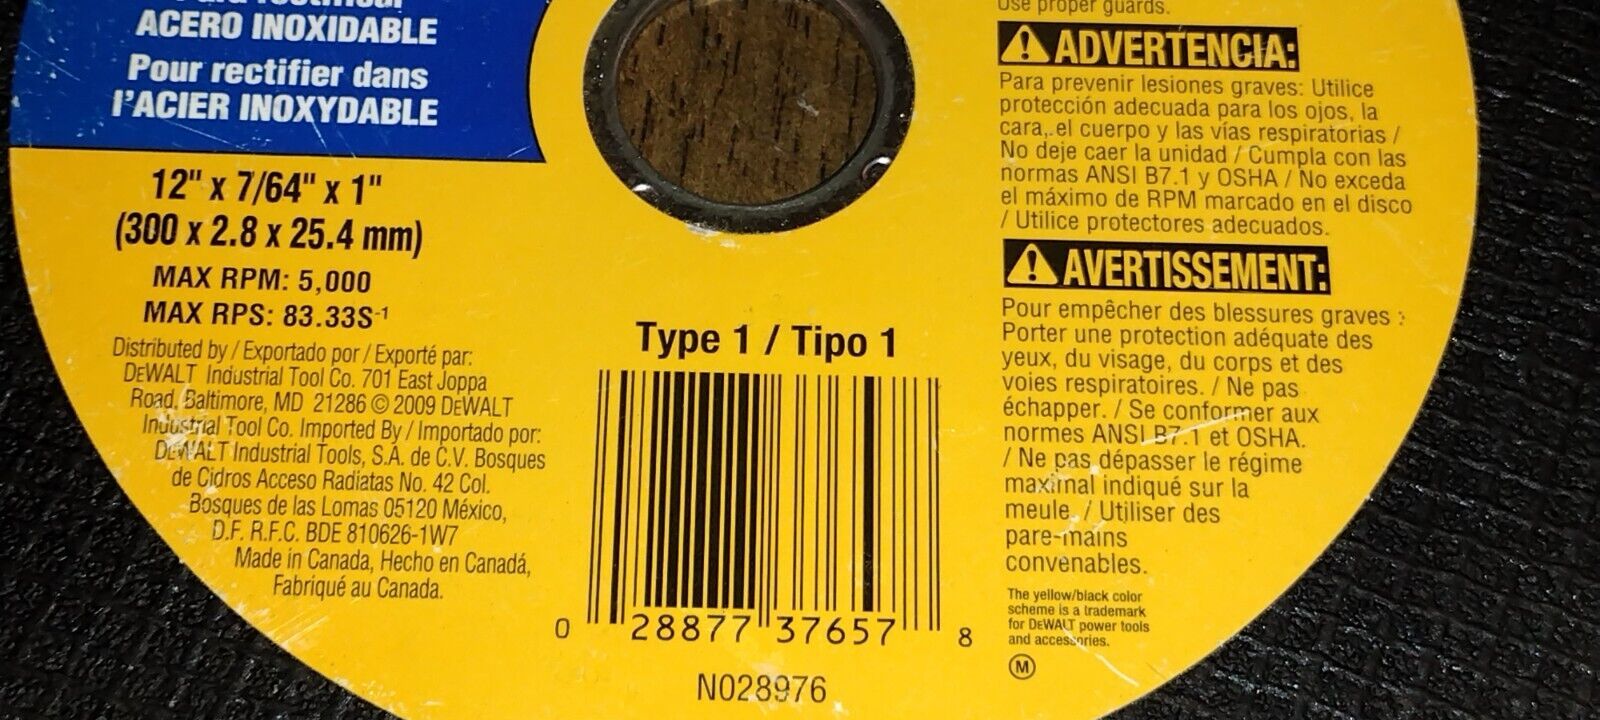 ACERO INOXIDABLE
Pour rectifier dans
l'ACIER INOXYDABLE
12" x 7/64" x 1"
(300 x 2.8 x 25.4 mm)
MAX RPM: 5,000
MAX RPS: 83.33S-1
Distributed by / Exportado por / Exporté par:
DEWALT Industrial Tool Co. 701 East Joppa
Road, Baltimore, MD 21286 © 2009 DEWALT
Industrial Tool Co. Imported By / Importado por:
DEWALT Industrial Tools, S.A. de C.V. Bosques
de Cidros Acceso Radiatas No. 42 Col.
Bosques de las Lomas 05120 México,
D.F. R.F.C. BDE 810626-1W7
Made in Canada, Hecho en Canadá,
Fabriqué au Canada.
Type 1 / Tipo 1
0 28877 37657 8
N028976
Use proper guards.
⚠ADVERTENCIA:
Para prevenir lesiones graves: Utilice
protección adecuada para los ojos, la
cara, el cuerpo y las vías respiratorias /
No deje caer la unidad / Cumpla con las
normas ANSI B7.1 y OSHA / No exceda
el máximo de RPM marcado en el disco
/ Utilice protectores adecuados.
⚠AVERTISSEMENT:
Pour empêcher des blessures graves :
Porter une protection adéquate des
yeux, du visage, du corps et des
voies respiratoires. / Ne pas
échapper. / Se conformer aux
normes ANSI B7.1 et OSHA.
/ Ne pas dépasser le régime
maximal indiqué sur la
meule. / Utiliser des
pare-mains
convenables.
The yellow/black color
scheme is a trademark
for DEWALT power tools
and accessories.
M